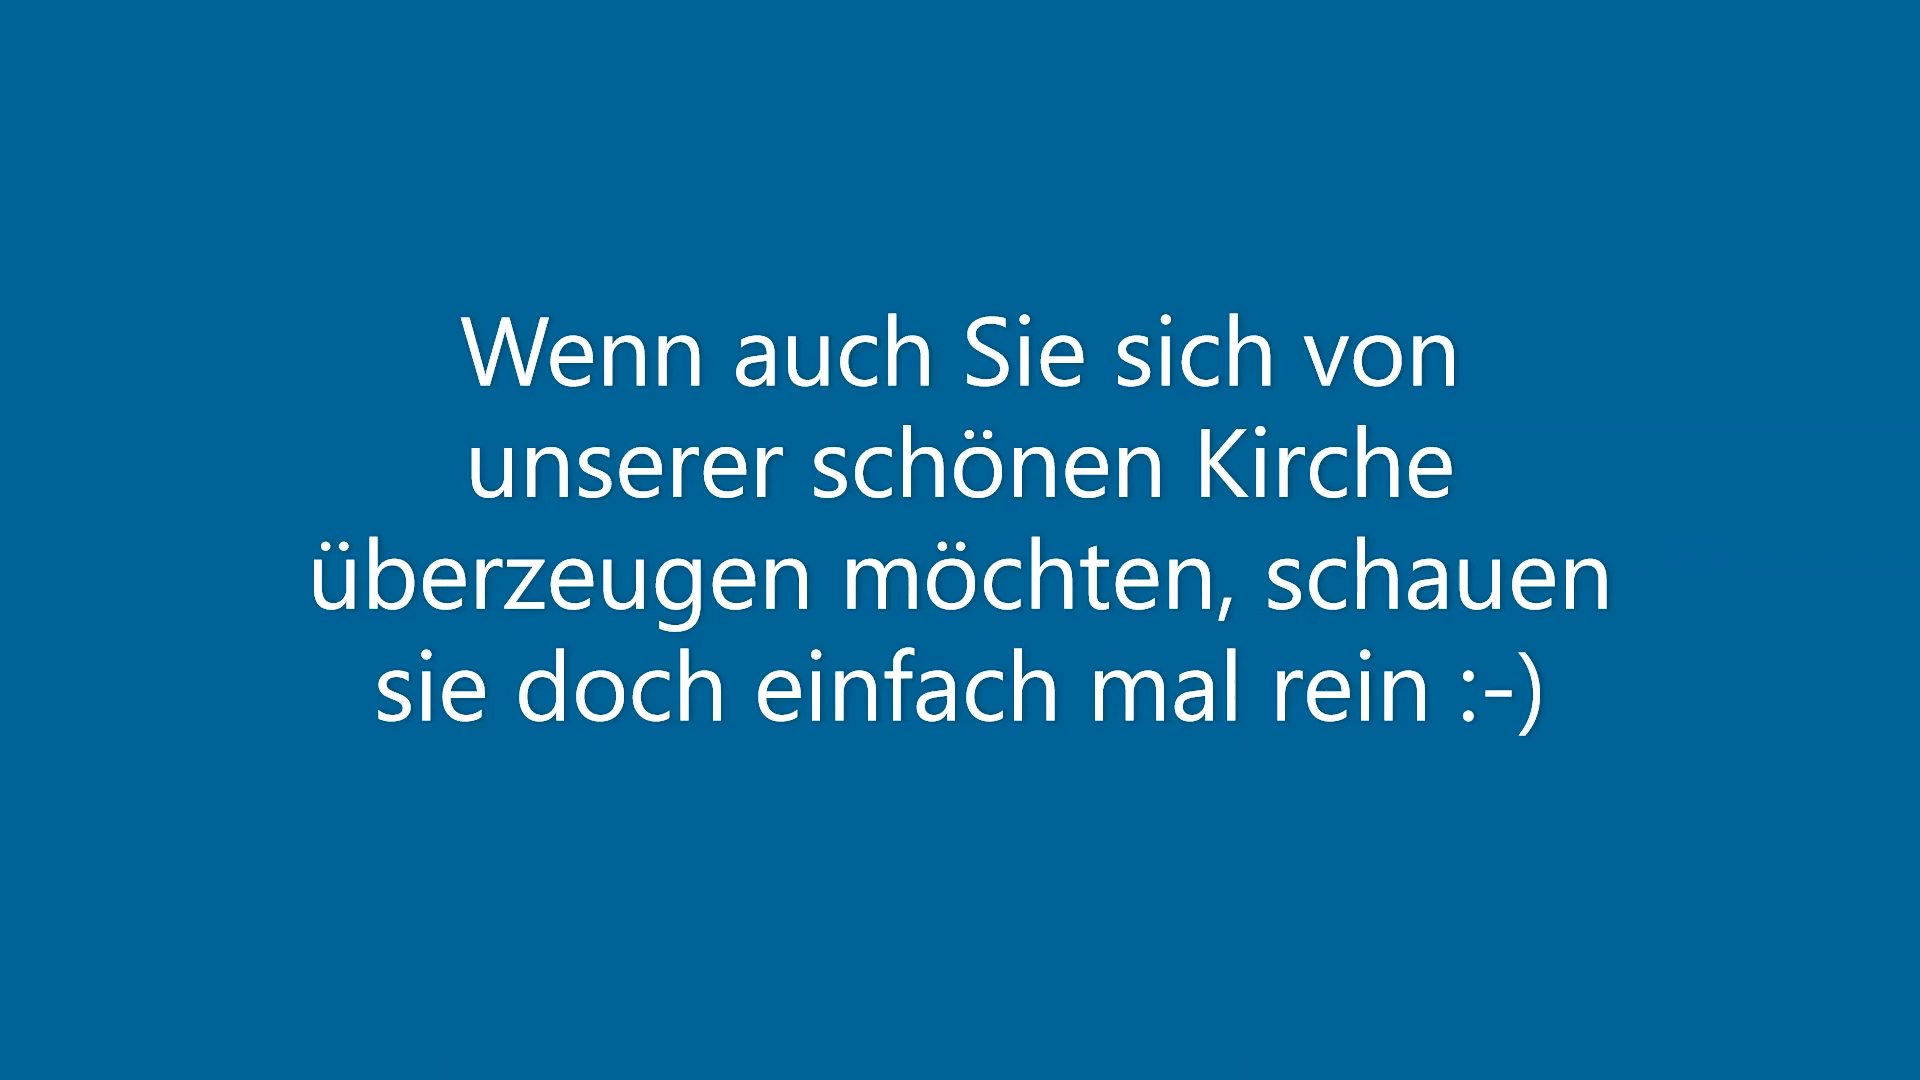 Wenn auch Sie sich von
unserer schönen Kirche
überzeugen möchten, schauen
sie doch einfach mal rein :-)